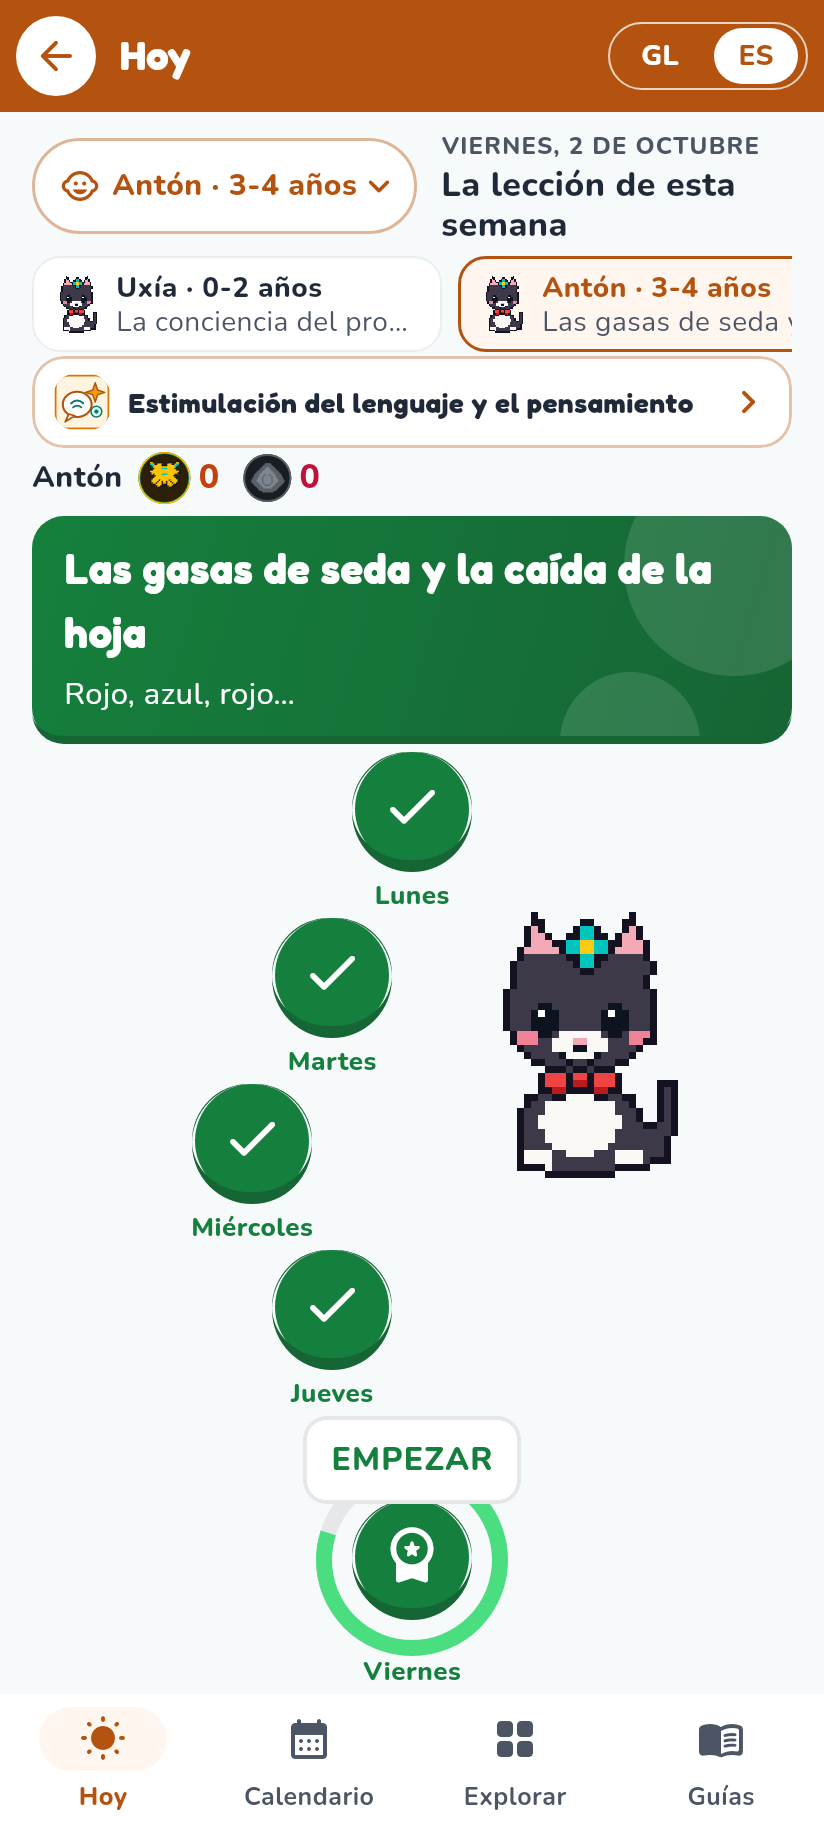 Hoy
GL
ES
Antón · 3-4 años
VIERNES, 2 DE OCTUBRE
La lección de esta
semana
Uxía · 0-2 años
La conciencia del pro...
Antón · 3-4 años
Las gasas de seda y
Estimulación del lenguaje y el pensamiento
Antón
0
0
Las gasas de seda y la caída de la
hoja
Rojo, azul, rojo...
Lunes
Martes
Miércoles
Jueves
EMPEZAR
Viernes
Hoy
Calendario
Explorar
Guías